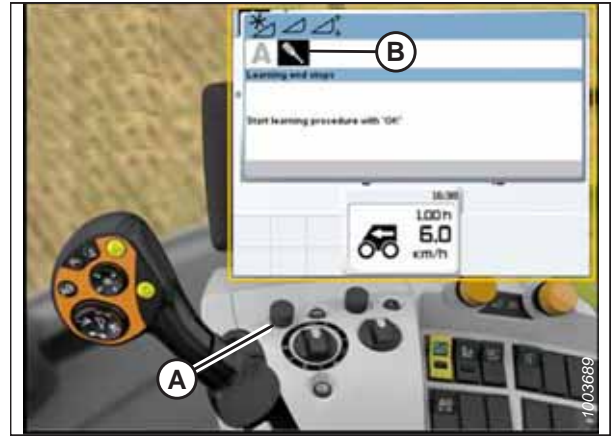 A
B
Learning end stops
Start learning procedure with 'OK'
16:30
1.00 h
6.0
km/h
A
1003689